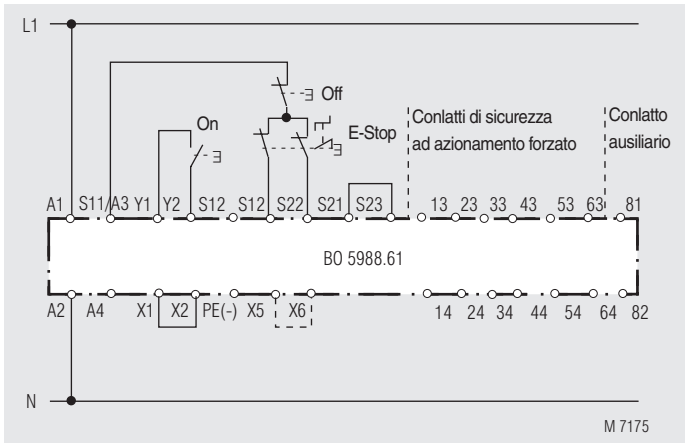 L1
Off
On
E-Stop
Conlatti di sicurezza
ad azionamento forzato
Conlatto
ausiliario
A1 S11/A3 Y1 Y2 S12 S12 S22 S21 S23 13 23 33 43 53 63 81
BO 5988.61
A2 A4 X1 X2 PE(-) X5 X6 14 24 34 44 54 64 82
N
M 7175